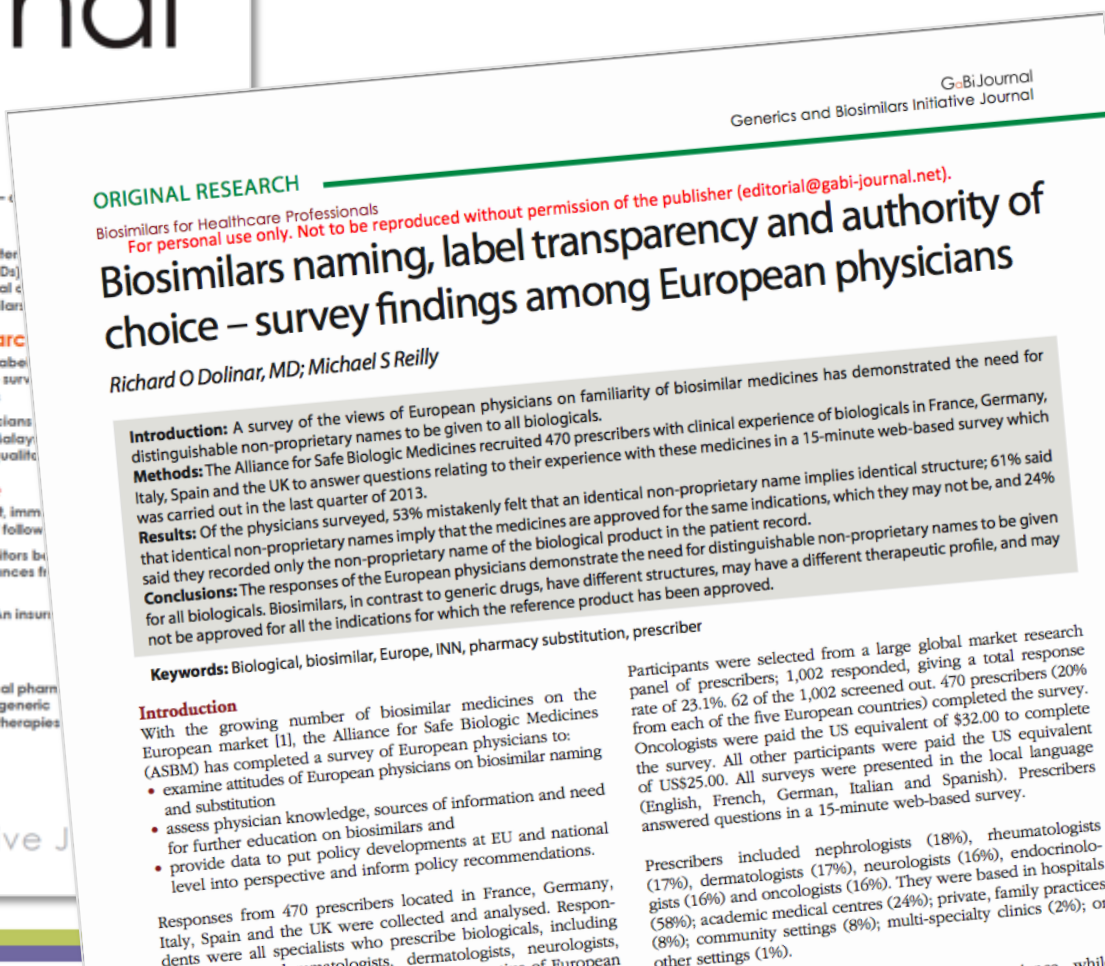 nal
GaBi Journal
Generics and Biosimilars Initiative Journal
ORIGINAL RESEARCH
Biosimilars for Healthcare Professionals
For personal use only. Not to be reproduced without permission of the publisher (editorial@gabi-journal.net).
Biosimilars naming, label transparency and authority of
choice – survey findings among European physicians
Richard O Dolinar, MD; Michael S Reilly
Introduction: A survey of the views of European physicians on familiarity of biosimilar medicines has demonstrated the need for
distinguishable non-proprietary names to be given to all biologicals.
Methods: The Alliance for Safe Biologic Medicines recruited 470 prescribers with clinical experience of biologicals in France, Germany,
Italy, Spain and the UK to answer questions relating to their experience with these medicines in a 15-minute web-based survey which
was carried out in the last quarter of 2013.
Results: Of the physicians surveyed, 53% mistakenly felt that an identical non-proprietary name implies identical structure; 61% said
that identical non-proprietary names imply that the medicines are approved for the same indications, which they may not be, and 24%
said they recorded only the non-proprietary name of the biological product in the patient record.
Conclusions: The responses of the European physicians demonstrate the need for distinguishable non-proprietary names to be given
for all biologicals. Biosimilars, in contrast to generic drugs, have different structures, may have a different therapeutic profile, and may
not be approved for all the indications for which the reference product has been approved.
Keywords: Biological, biosimilar, Europe, INN, pharmacy substitution, prescriber
Introduction
With the growing number of biosimilar medicines on the
European market [1], the Alliance for Safe Biologic Medicines
(ASBM) has completed a survey of European physicians to:
• examine attitudes of European physicians on biosimilar naming
and substitution
• assess physician knowledge, sources of information and need
for further education on biosimilars and
• provide data to put policy developments at EU and national
level into perspective and inform policy recommendations.
Responses from 470 prescribers located in France, Germany,
Italy, Spain and the UK were collected and analysed. Respon-
dents were all specialists who prescribe biologicals, including
dermatologists, neurologists,
of European
Participants were selected from a large global market research
panel of prescribers; 1,002 responded, giving a total response
rate of 23.1%. 62 of the 1,002 screened out. 470 prescribers (20%
from each of the five European countries) completed the survey.
Oncologists were paid the US equivalent of $32.00 to complete
the survey. All other participants were paid the US equivalent
of US$25.00. All surveys were presented in the local language
(English, French, German, Italian and Spanish). Prescribers
answered questions in a 15-minute web-based survey.
Prescribers included nephrologists (18%), rheumatologists
(17%), dermatologists (17%), neurologists (16%), endocrinolo-
gists (16%) and oncologists (16%). They were based in hospitals
(58%); academic medical centres (24%); private, family practices
(8%); community settings (8%); multi-specialty clinics (2%); or
other settings (1%).